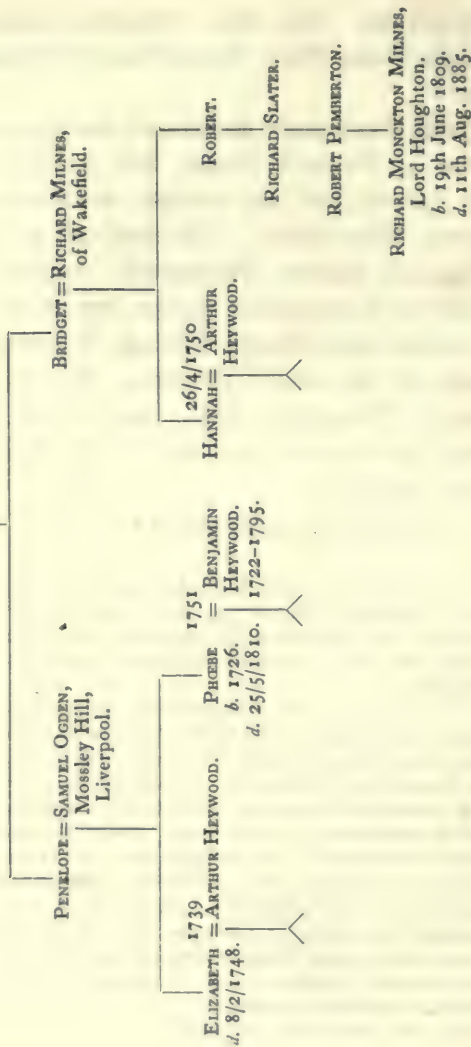 PENELOPE = SAMUEL OGDEN,
Mossley Hill,
Liverpool.
BRIDGET = RICHARD MILNES,
of Wakefield.
1739
ELIZABETH = ARTHUR HEYWOOD.
d. 8/2/1748.
1751
PHŒBE = BENJAMIN
b. 1726. HEYWOOD.
d. 25/5/1810. 1722-1795.
26/4/1750
HANNAH = ARTHUR
HEYWOOD.
ROBERT.
RICHARD SLATER.
ROBERT PEMBERTON.
RICHARD MONCKTON MILNES,
Lord Houghton.
b. 19th June 1809.
d. 11th Aug. 1885.